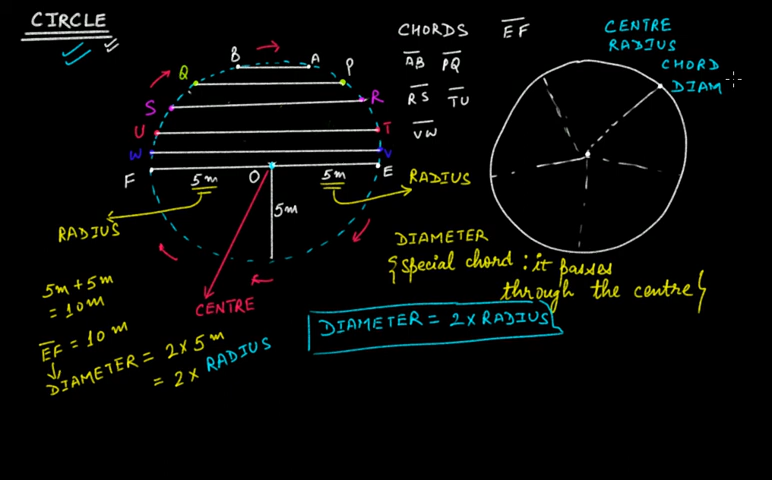 CIRCLE
CHORDS EF
AB PQ
RS TU
VW
CENTRE
RADIUS
CHORD
DIAM
B A
Q P
S R
U T
W V
F O E
5m 5m
5m
RADIUS
RADIUS
CENTRE
5m + 5m
= 10m
EF = 10 m
DIAMETER = 2 × 5m
= 2 × RADIUS
DIAMETER
{special chord : it passes
through the centre}
DIAMETER = 2 × RADIUS